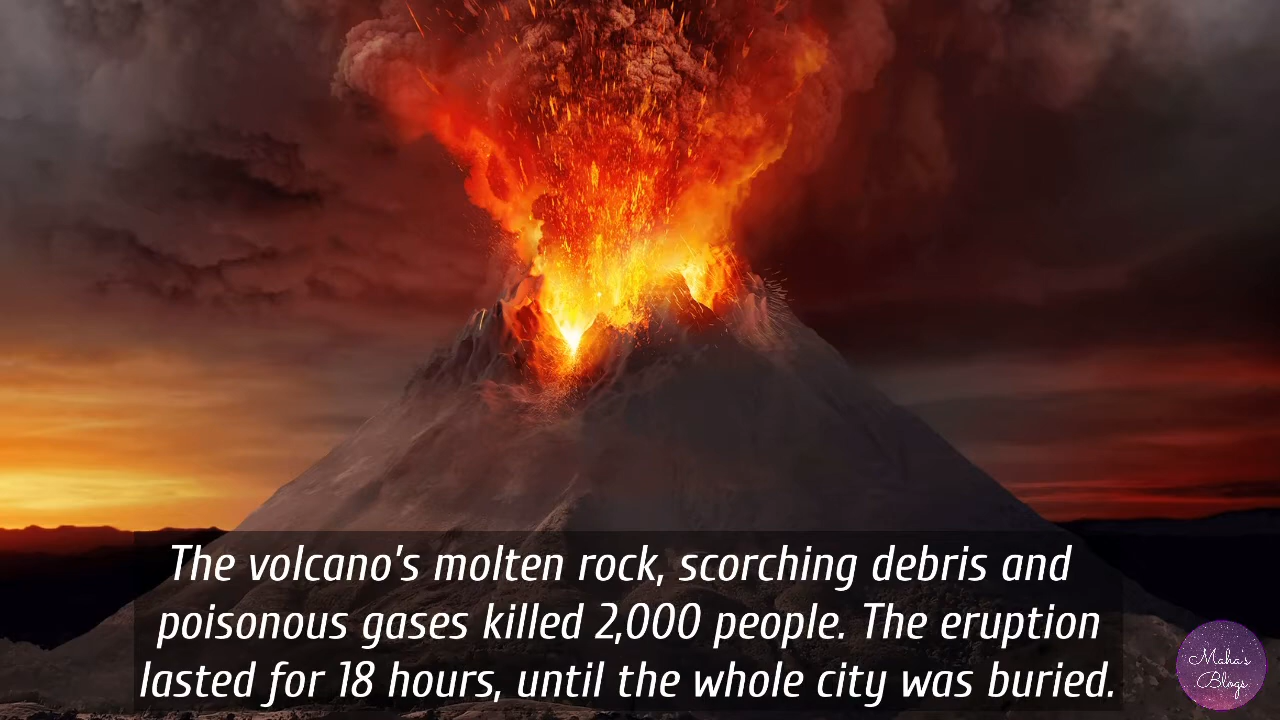 The volcano's molten rock, scorching debris and
poisonous gases killed 2,000 people. The eruption
lasted for 18 hours, until the whole city was buried.
Maha's
Blogs